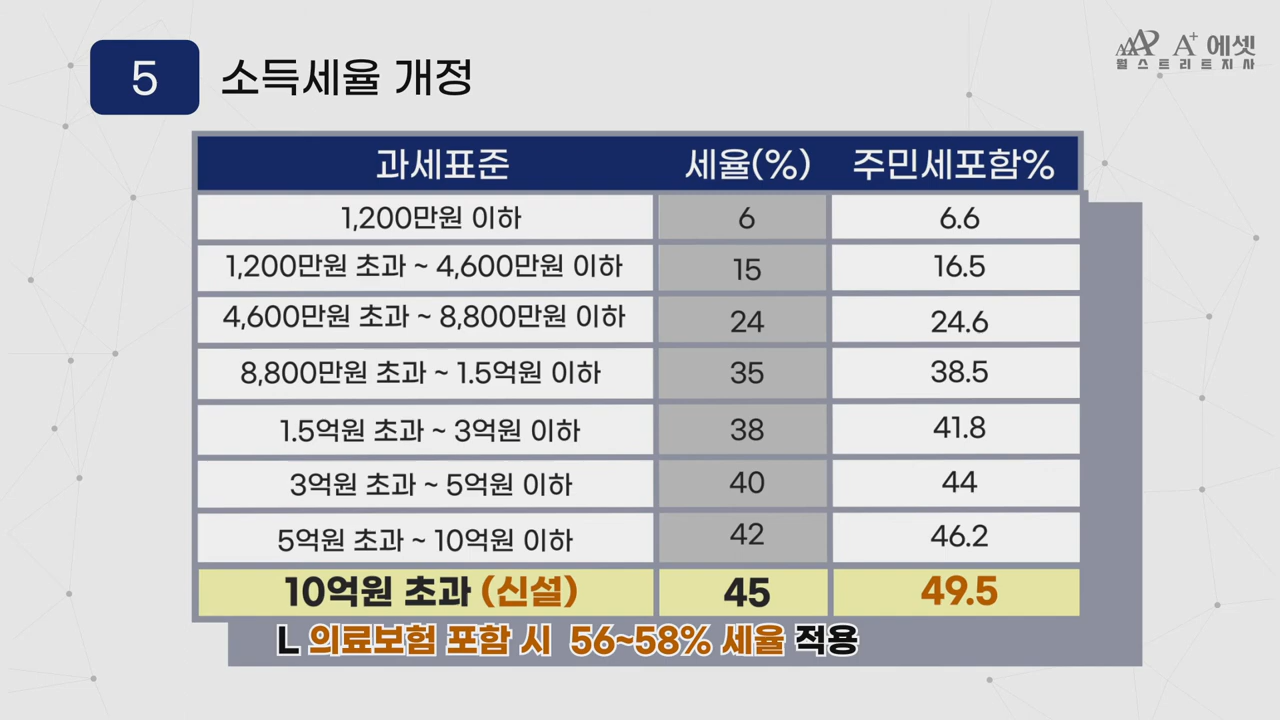 5 소득세율 개정
A⁺ 에셋
월스트리트지사
과세표준 세율(%) 주민세포함%
1,200만원 이하 6 6.6
1,200만원 초과 ~ 4,600만원 이하 15 16.5
4,600만원 초과 ~ 8,800만원 이하 24 24.6
8,800만원 초과 ~ 1.5억원 이하 35 38.5
1.5억원 초과 ~ 3억원 이하 38 41.8
3억원 초과 ~ 5억원 이하 40 44
5억원 초과 ~ 10억원 이하 42 46.2
10억원 초과 (신설) 45 49.5
L 의료보험 포함 시 56~58% 세율 적용